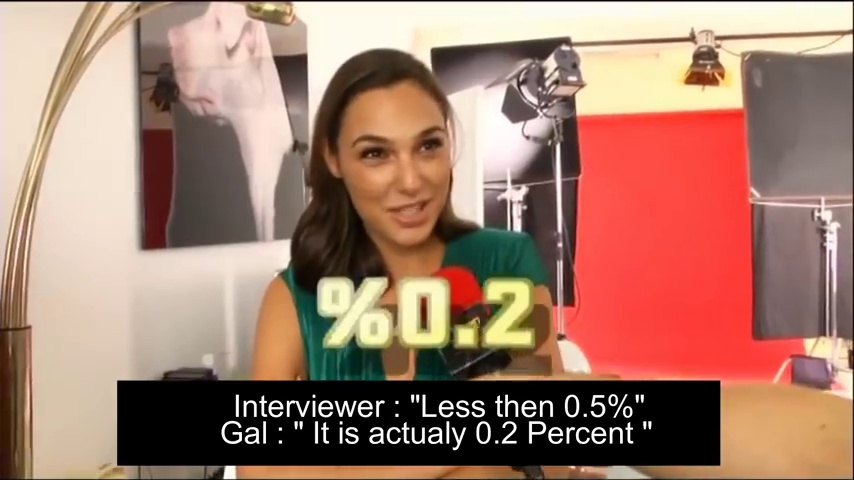 %0.2
Interviewer : "Less then 0.5%"
Gal : " It is actualy 0.2 Percent "